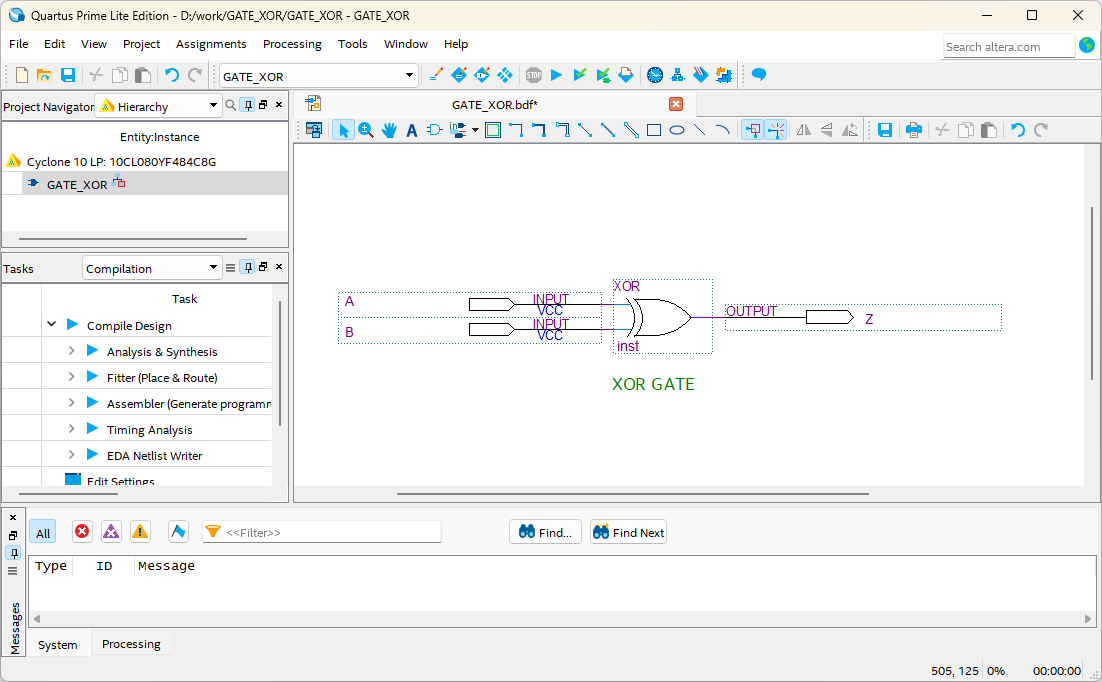 Quartus Prime Lite Edition - D:/work/GATE_XOR/GATE_XOR - GATE_XOR
File Edit View Project Assignments Processing Tools Window Help
Search altera.com
GATE_XOR
STOP
Project Navigator Hierarchy
GATE_XOR.bdf*
Entity:Instance
Cyclone 10 LP: 10CL080YF484C8G
GATE_XOR
Tasks Compilation
Task
Compile Design
Analysis & Synthesis
Fitter (Place & Route)
Assembler (Generate programm
Timing Analysis
EDA Netlist Writer
Edit Settings
XOR
A INPUT
VCC
B INPUT
VCC
inst
OUTPUT Z
XOR GATE
All <<Filter>> Find... Find Next
Type ID Message
Messages
System Processing
505, 125 0% 00:00:00